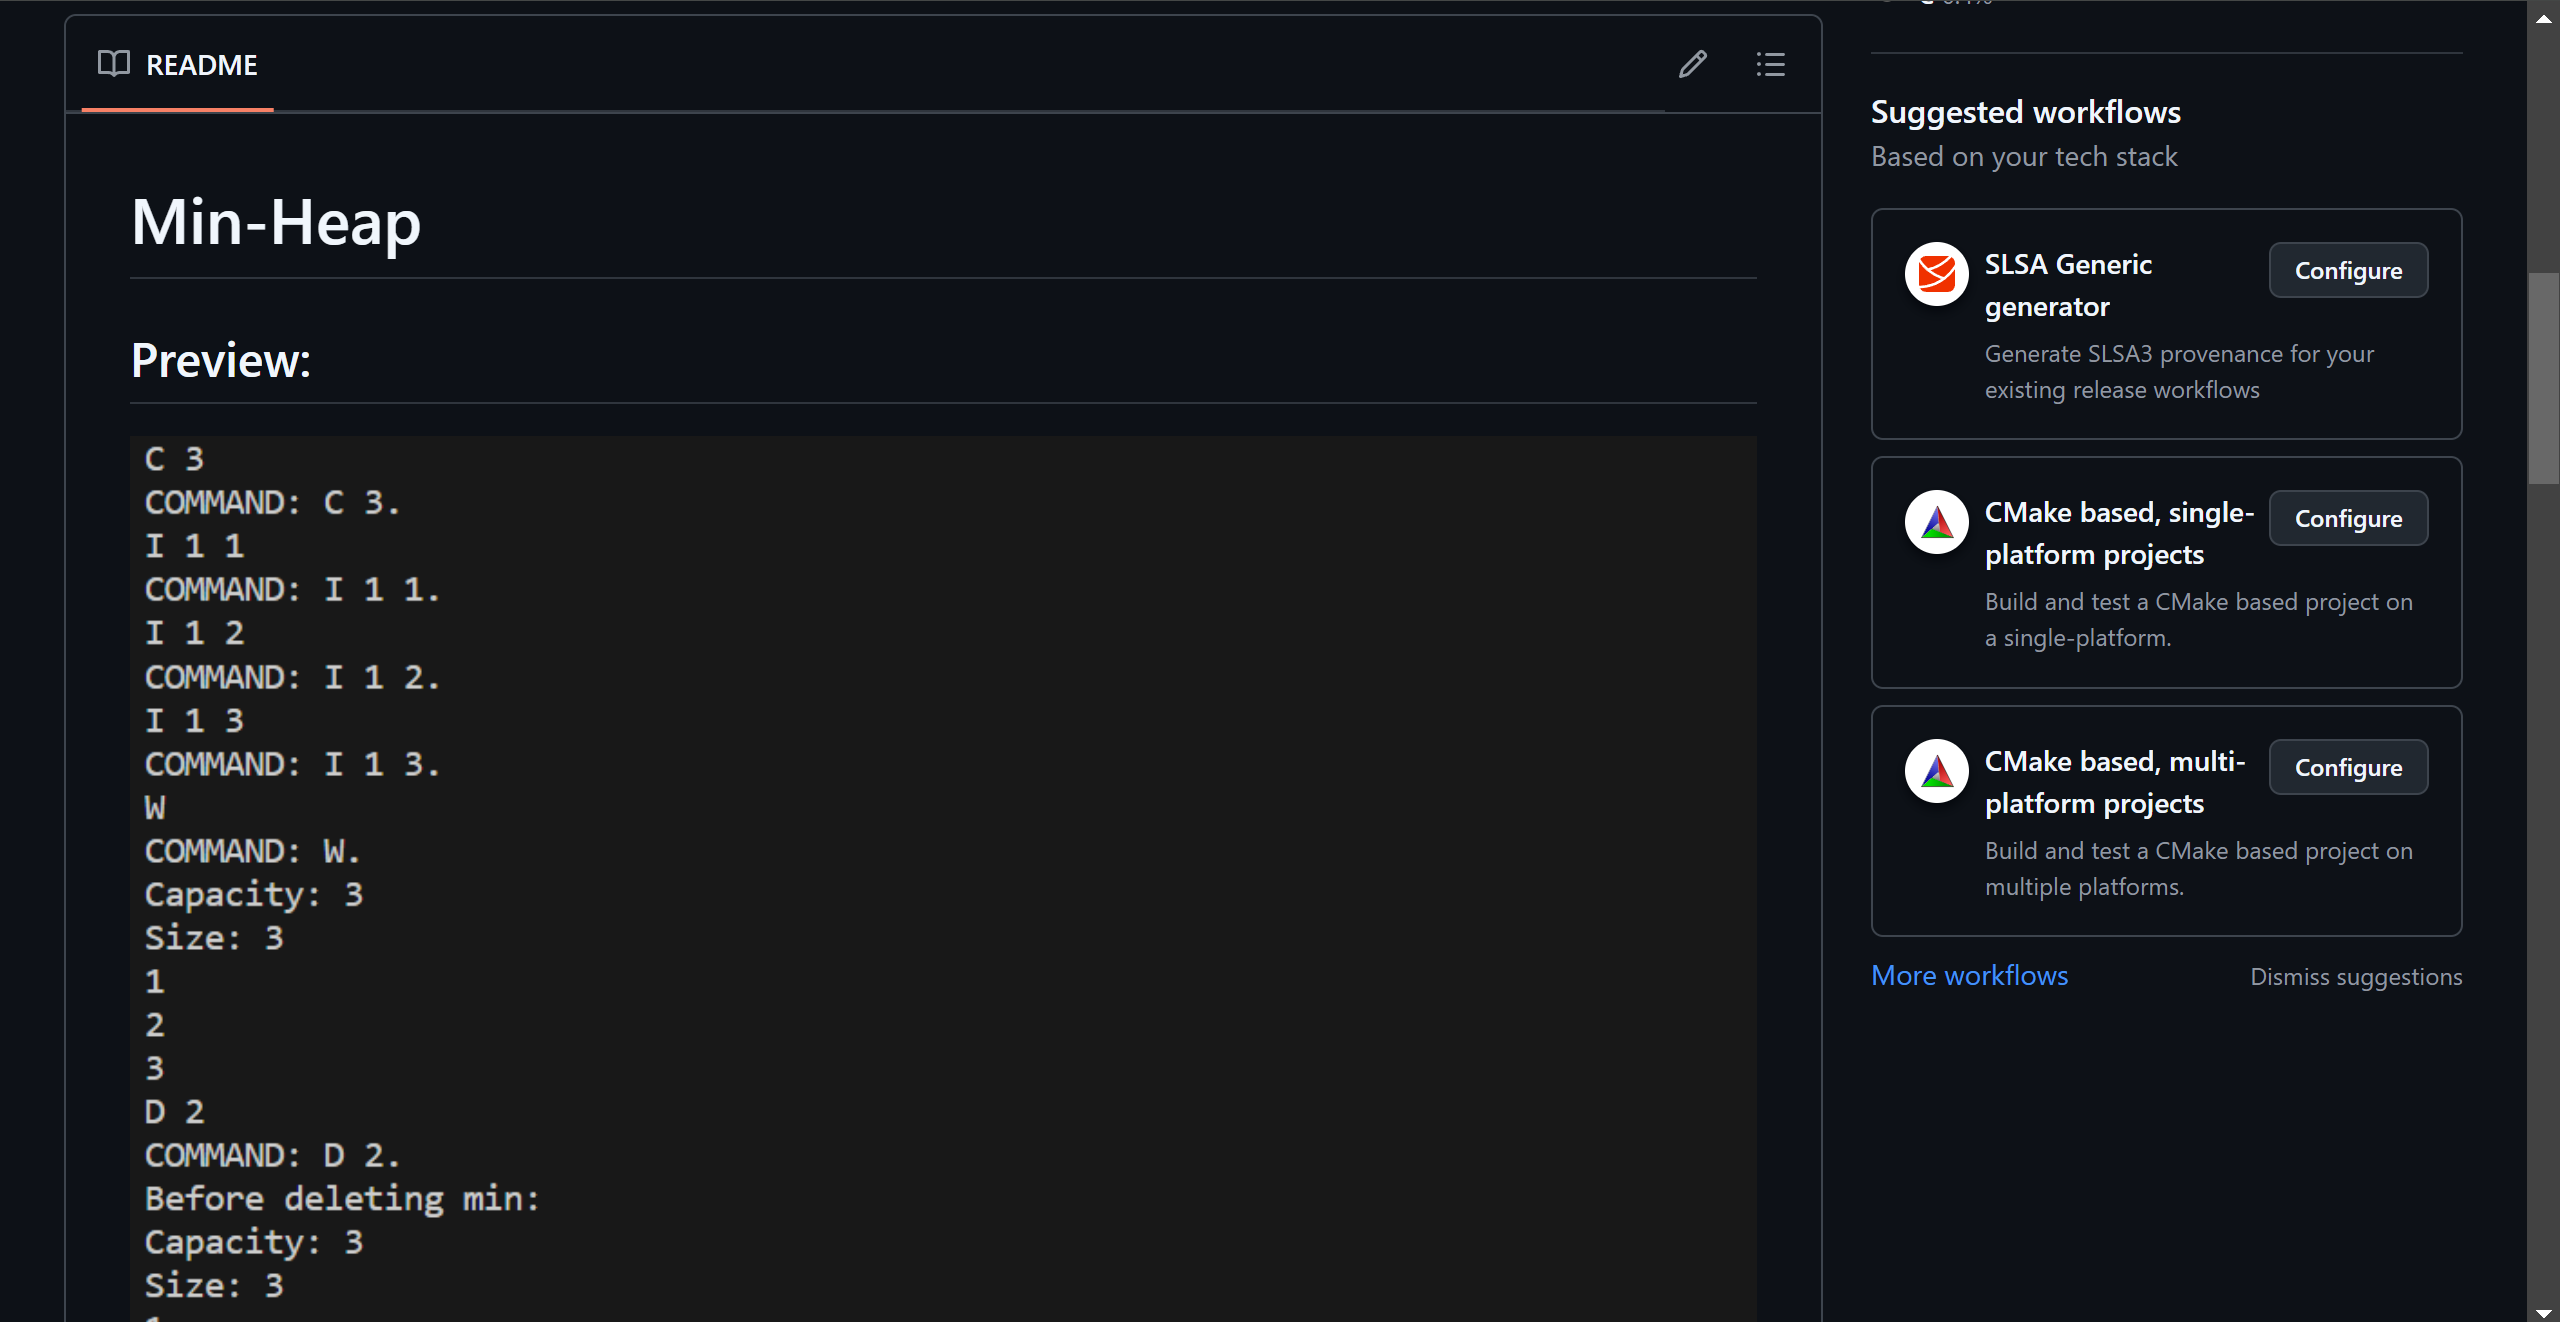 README
Min-Heap
Preview:
C 3
COMMAND: C 3.
I 1 1
COMMAND: I 1 1.
I 1 2
COMMAND: I 1 2.
I 1 3
COMMAND: I 1 3.
W
COMMAND: W.
Capacity: 3
Size: 3
1
2
3
D 2
COMMAND: D 2.
Before deleting min:
Capacity: 3
Size: 3
Suggested workflows
Based on your tech stack
SLSA Generic
generator
Configure
Generate SLSA3 provenance for your
existing release workflows
CMake based, single-
platform projects
Configure
Build and test a CMake based project on
a single-platform.
CMake based, multi-
platform projects
Configure
Build and test a CMake based project on
multiple platforms.
More workflows
Dismiss suggestions